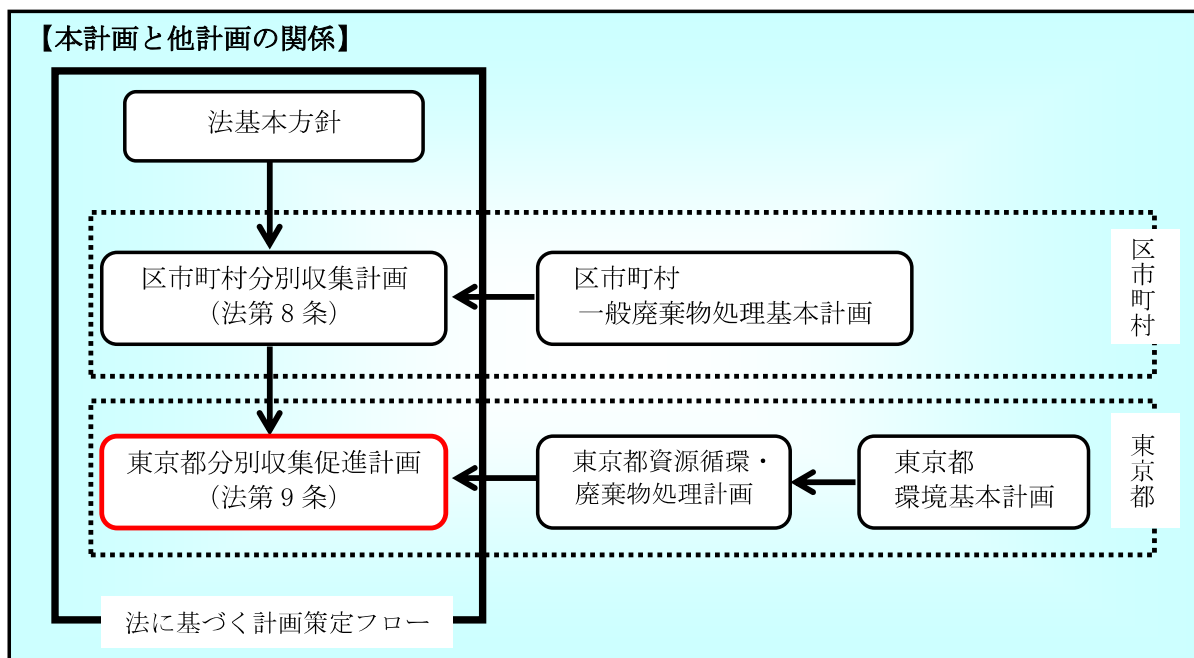 【本計画と他計画の関係】
法基本方針
区市町村分別収集計画
（法第８条）
区市町村
一般廃棄物処理基本計画
区市町村
東京都分別収集促進計画
（法第９条）
東京都資源循環・
廃棄物処理計画
東京都
環境基本計画
東京都
法に基づく計画策定フロー